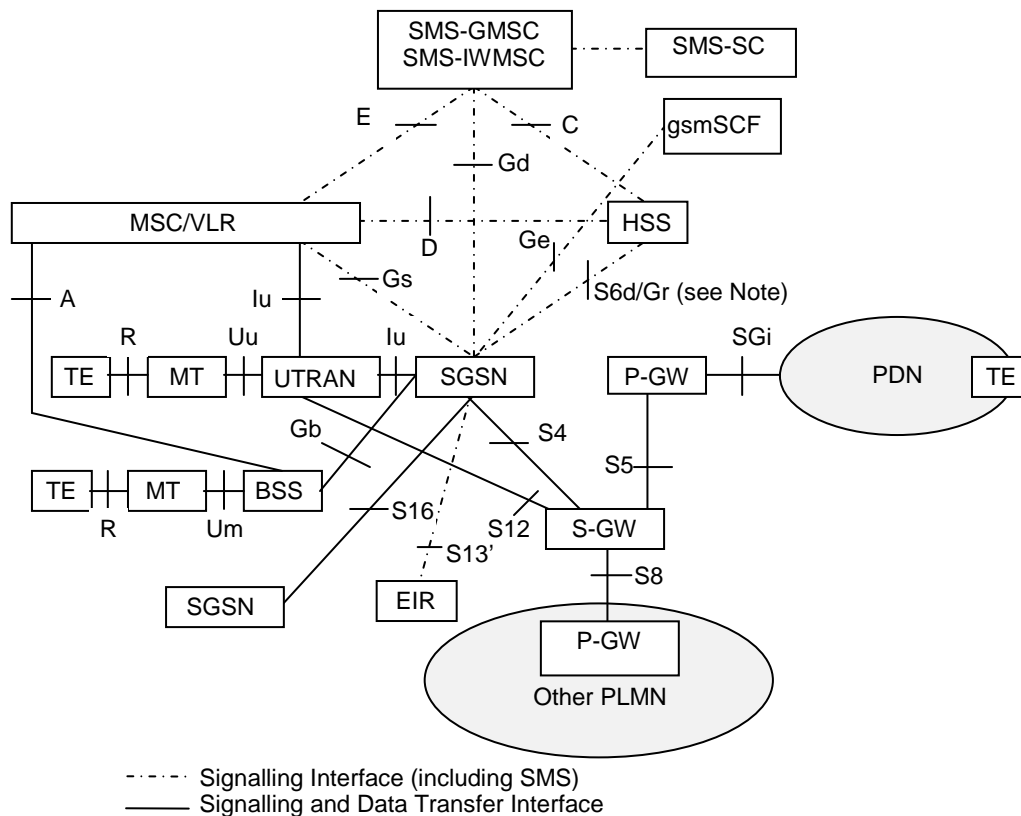 SMS-GMSC
SMS-IWMSC
SMS-SC
gsmSCF
E
C
Gd
MSC/VLR
HSS
D
Ge
Gs
S6d/Gr (see Note)
A
Iu
SGi
R
Uu
Iu
TE
MT
UTRAN
SGSN
P-GW
PDN
TE
Gb
S4
S5
TE
MT
BSS
R
Um
S16
S12
S-GW
S13’
S8
SGSN
EIR
P-GW
Other PLMN
Signalling Interface (including SMS)
Signalling and Data Transfer Interface